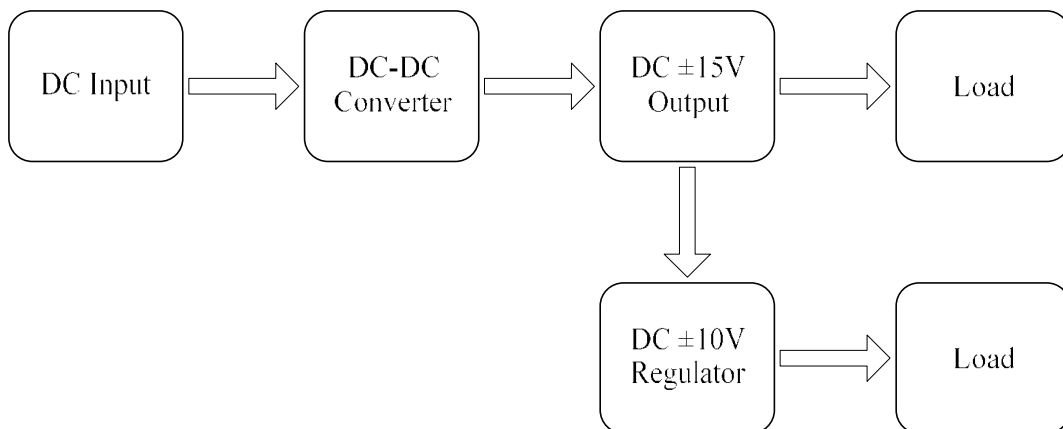 DC Input
DC-DC
Converter
DC ±15V
Output
Load
DC ±10V
Regulator
Load